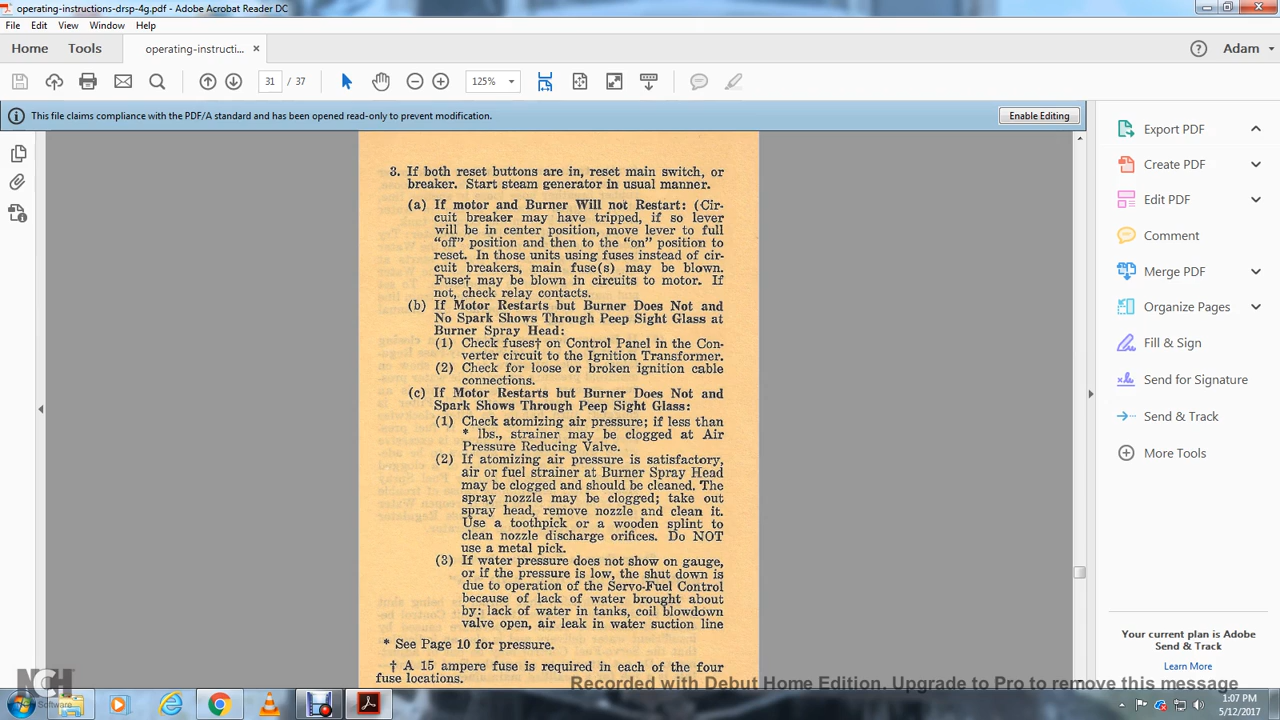 operating-instructions-drsp-4g.pdf - Adobe Acrobat Reader DC
File Edit View Window Help
Home Tools operating-instructi... ×
? Adam
31 / 37 125%
This file claims compliance with the PDF/A standard and has been opened read-only to prevent modification. Enable Editing
3. If both reset buttons are in, reset main switch, or
breaker. Start steam generator in usual manner.
(a) If motor and Burner Will not Restart: (Cir-
cuit breaker may have tripped, if so lever
will be in center position, move lever to full
"off" position and then to the "on" position to
reset. In those units using fuses instead of cir-
cuit breakers, main fuse(s) may be blown.
Fuse† may be blown in circuits to motor. If
not, check relay contacts.
(b) If Motor Restarts but Burner Does Not and
No Spark Shows Through Peep Sight Glass at
Burner Spray Head:
(1) Check fuses† on Control Panel in the Con-
verter circuit to the Ignition Transformer.
(2) Check for loose or broken ignition cable
connections.
(c) If Motor Restarts but Burner Does Not and
Spark Shows Through Peep Sight Glass:
(1) Check atomizing air pressure; if less than
* lbs., strainer may be clogged at Air
Pressure Reducing Valve.
(2) If atomizing air pressure is satisfactory,
air or fuel strainer at Burner Spray Head
may be clogged and should be cleaned. The
spray nozzle may be clogged; take out
spray head, remove nozzle and clean it.
Use a toothpick or a wooden splint to
clean nozzle discharge orifices. Do NOT
use a metal pick.
(3) If water pressure does not show on gauge,
or if the pressure is low, the shut down is
due to operation of the Servo-Fuel Control
because of lack of water brought about
by: lack of water in tanks, coil blowdown
valve open, air leak in water suction line
* See Page 10 for pressure.
† A 15 ampere fuse is required in each of the four
fuse locations.
Export PDF
Create PDF
Edit PDF
Comment
Merge PDF
Organize Pages
Fill & Sign
Send for Signature
Send & Track
More Tools
Your current plan is Adobe
Send & Track
Learn More
NCH
Software
Recorded with Debut Home Edition. Upgrade to Pro to remove this message
1:07 PM
5/12/2017